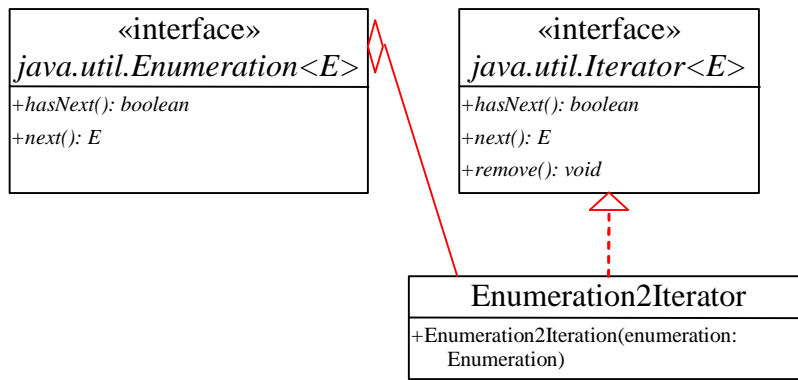 «interface»
java.util.Enumeration<E>
+hasNext(): boolean
+next(): E
«interface»
java.util.Iterator<E>
+hasNext(): boolean
+next(): E
+remove(): void
Enumeration2Iterator
+Enumeration2Iteration(enumeration:
Enumeration)